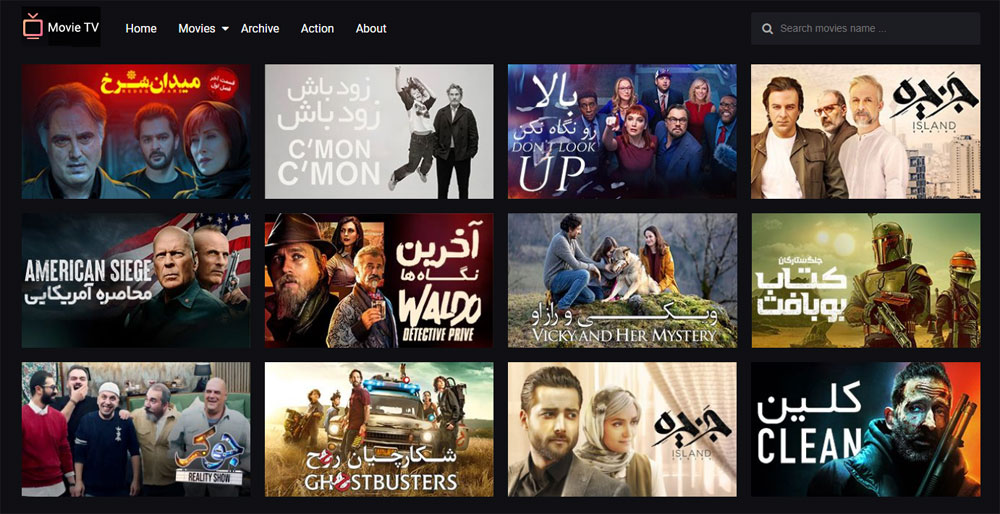 Movie TV
Home
Movies
Archive
Action
About
Search movies name ...
میدان سرخ
قسمت آخر
فصل اول
زود باش
زود باش
C'MON
C'MON
بالا
رو نگاه نکن
DON'T LOOK
UP
جزیره
ISLAND
AMERICAN SIEGE
محاصره آمریکایی
آخرین
نگاه ها
WALDO
DETECTIVE PRIVE
ویکی و رازاو
VICKY AND HER MYSTERY
جنگ ستارگان
کتاب
بوبافت
جوکر
REALITY SHOW
شکارچیان روح
GHOSTBUSTERS
جزیره
ISLAND
کلین
CLEAN